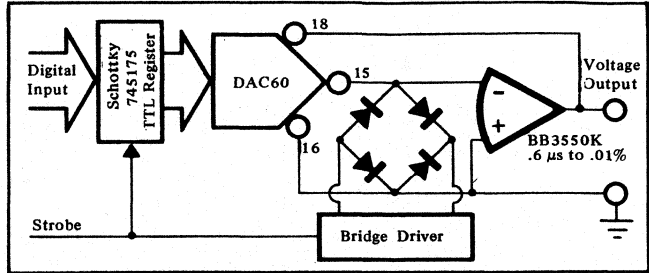 18
Digital
Input
Schottky
745175
TTL Register
DAC60
15
16
Voltage
Output
−
+
BB3550K
.6 µs to .01%
Strobe
Bridge Driver